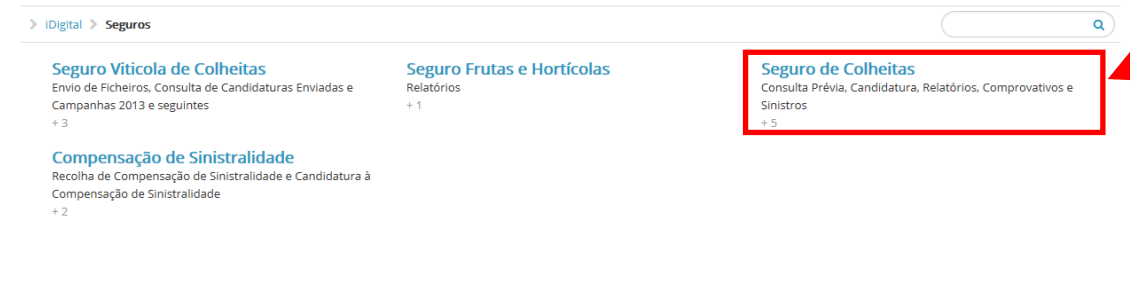 iDigital > Seguros
Seguro Viticola de Colheitas
Envio de Ficheiros, Consulta de Candidaturas Enviadas e
Campanhas 2013 e seguintes
+ 3
Seguro Frutas e Hortícolas
Relatórios
+ 1
Seguro de Colheitas
Consulta Prévia, Candidatura, Relatórios, Comprovativos e
Sinistros
+ 5
Compensação de Sinistralidade
Recolha de Compensação de Sinistralidade e Candidatura à
Compensação de Sinistralidade
+ 2